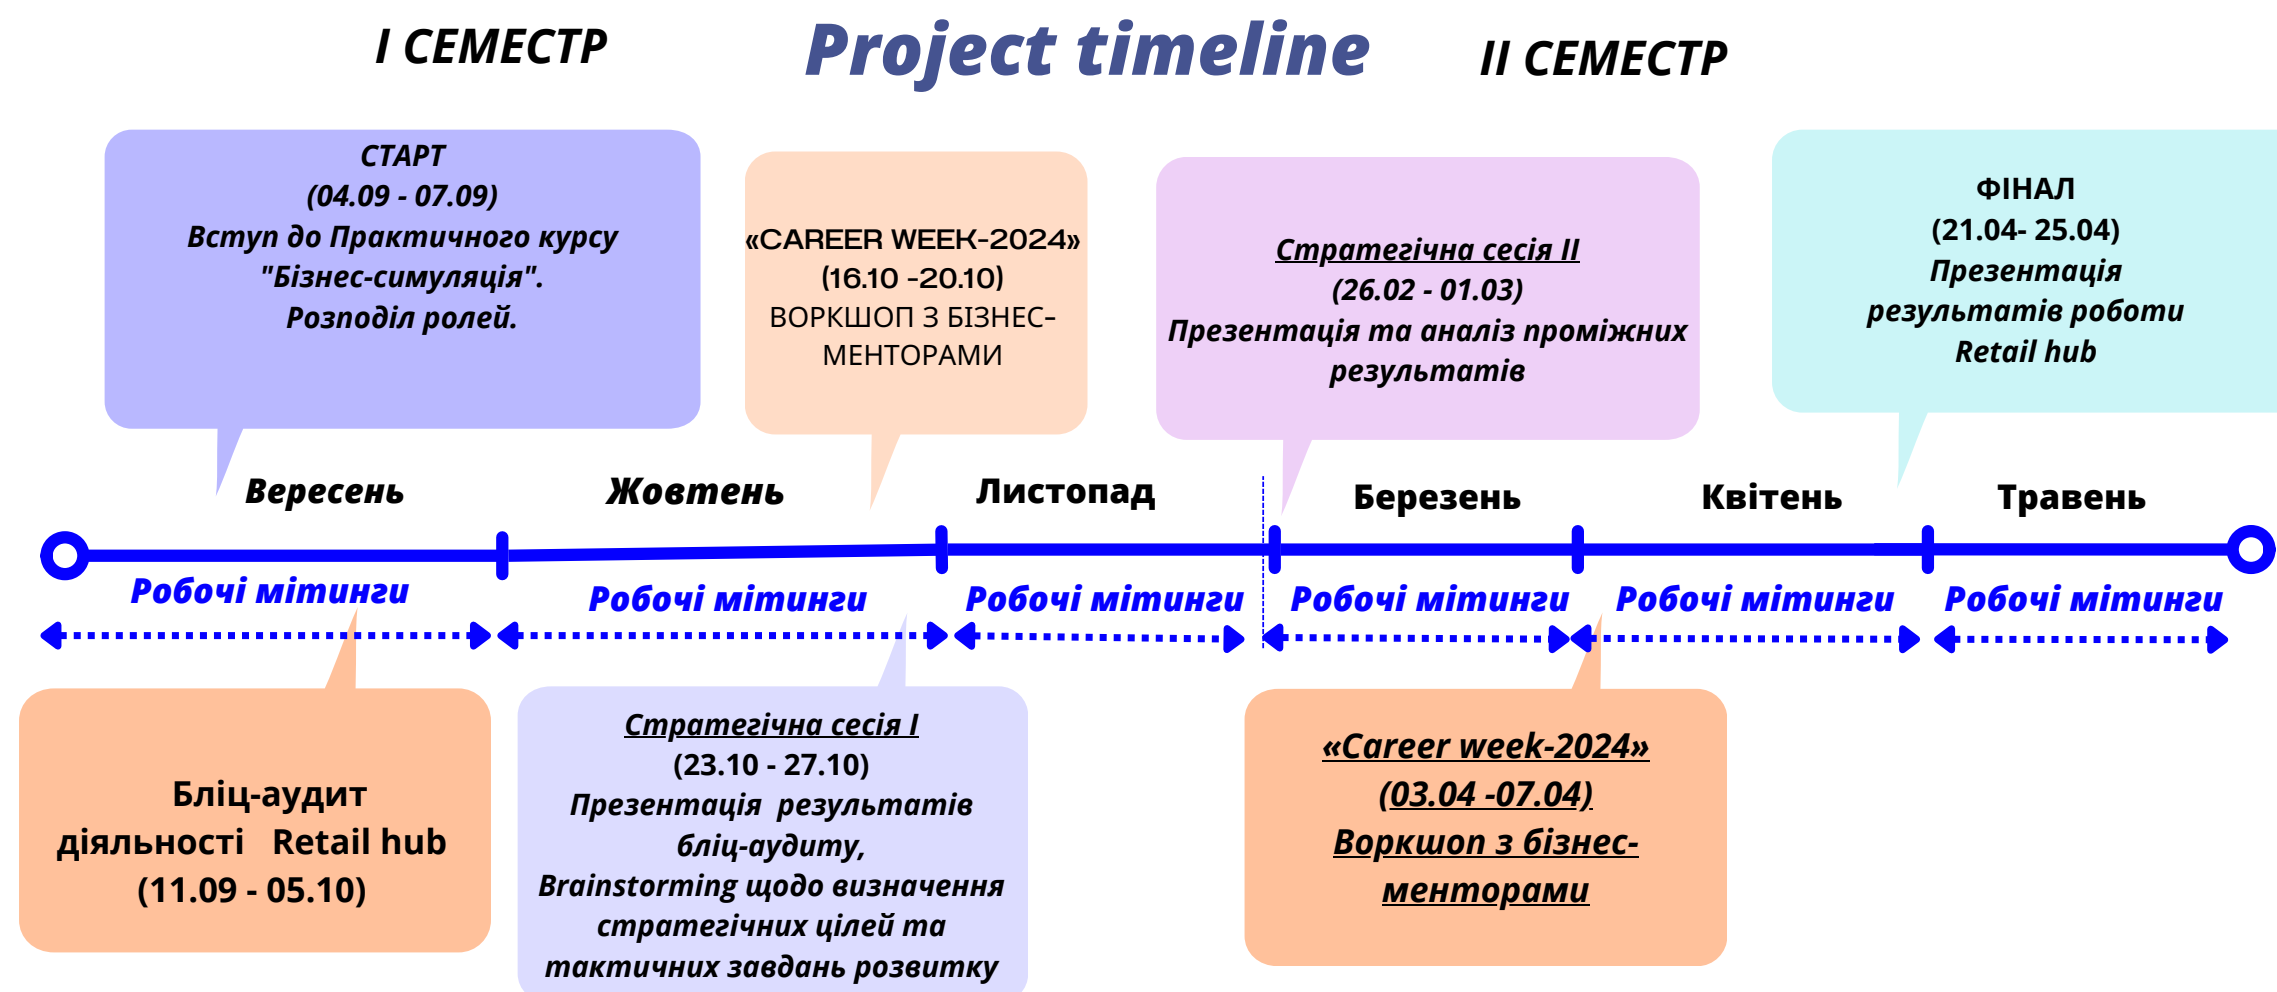 I СЕМЕСТР
Project timeline
II СЕМЕСТР
СТАРТ
(04.09 - 07.09)
Вступ до Практичного курсу
"Бізнес-симуляція".
Розподіл ролей.
«CAREER WEEK-2024»
(16.10 -20.10)
ВОРКШОП З БІЗНЕС-
МЕНТОРАМИ
Стратегічна сесія II
(26.02 - 01.03)
Презентація та аналіз проміжних
результатів
ФІНАЛ
(21.04- 25.04)
Презентація
результатів роботи
Retail hub
Вересень
Жовтень
Листопад
Березень
Квітень
Травень
Робочі мітинги
Робочі мітинги
Робочі мітинги
Робочі мітинги
Робочі мітинги
Робочі мітинги
Бліц-аудит
діяльності Retail hub
(11.09 - 05.10)
Стратегічна сесія I
(23.10 - 27.10)
Презентація результатів
бліц-аудиту,
Brainstorming щодо визначення
стратегічних цілей та
тактичних завдань розвитку
«Career week-2024»
(03.04 -07.04)
Воркшоп з бізнес-
менторами